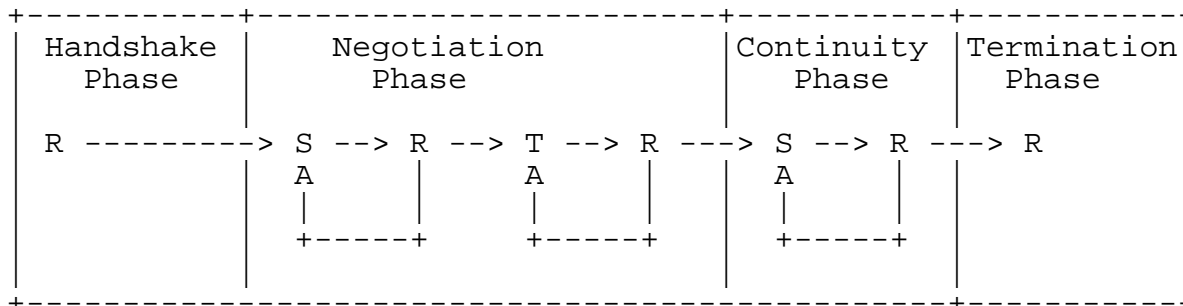 +-----------+------------------------+-----------+-----------
| Handshake |    Negotiation         |Continuity |Termination
|   Phase   |      Phase             |   Phase   |  Phase
|           |                        |           |
| R ---------> S --> R --> T --> R ---> S --> R ---> R
|           |  A     |     A     |   |  A     |  |
|           |  |     |     |     |   |  |     |  |
|           |  +-----+     +-----+   |  +-----+  |
|           |                        |           |
+------------------------------------------------+-----------